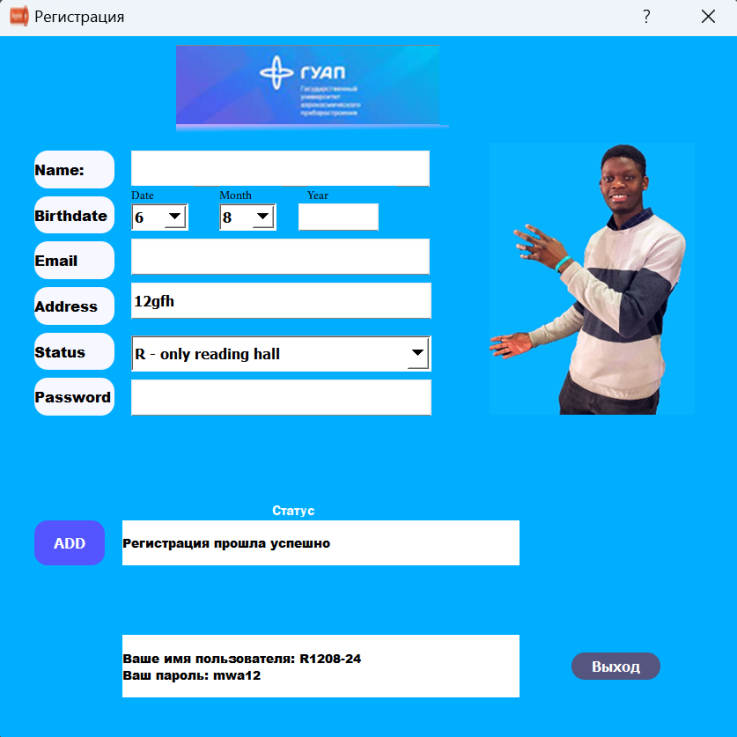 Регистрация
? 
ГУАП
Государственный
университет
аэрокосмического
приборостроения
Name:
Date Month Year
Birthdate 6 8
Email
Address 12gfh
Status R - only reading hall
Password
Статус
ADD Регистрация прошла успешно
Ваше имя пользователя: R1208-24
Ваш пароль: mwa12
Выход